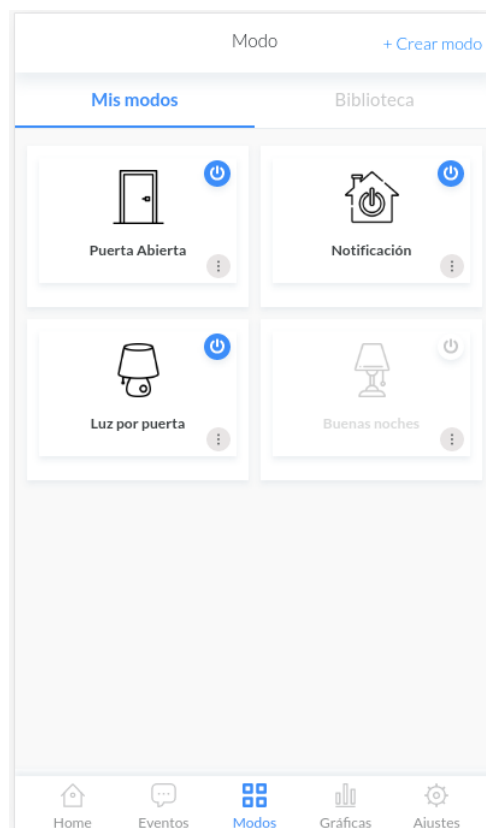 Modo
+ Crear modo
Mis modos
Biblioteca
Puerta Abierta
Notificación
Luz por puerta
Buenas noches
Home
Eventos
Modos
Gráficas
Ajustes